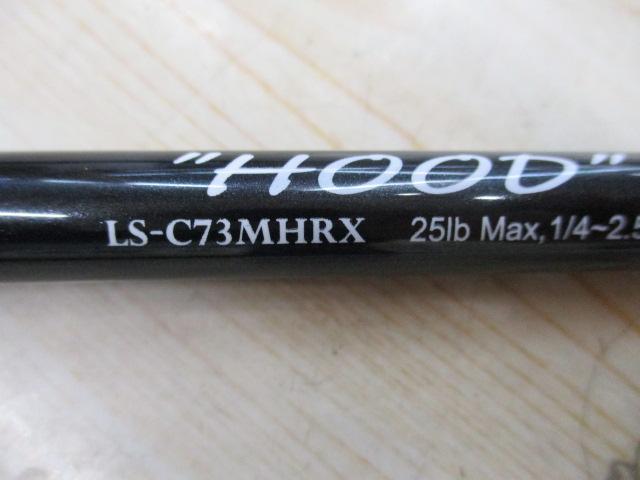 "HOOD"
LS-C73MHRX 25lb Max, 1/4~2.5